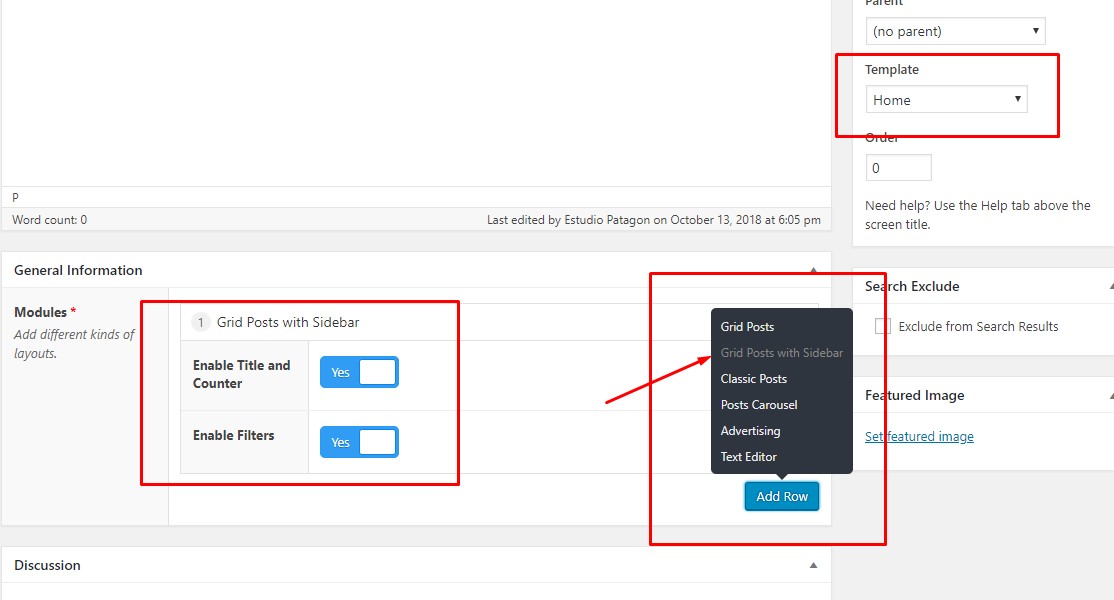 Parent
(no parent)
Template
Home
Order
0
Need help? Use the Help tab above the
screen title.
P
Word count: 0
Last edited by Estudio Patagon on October 13, 2018 at 6:05 pm
General Information
Modules *
Add different kinds of
layouts.
1 Grid Posts with Sidebar
Enable Title and
Counter
Yes
Enable Filters
Yes
Grid Posts
Grid Posts with Sidebar
Classic Posts
Posts Carousel
Advertising
Text Editor
Add Row
Search Exclude
Exclude from Search Results
Featured Image
Set featured image
Discussion